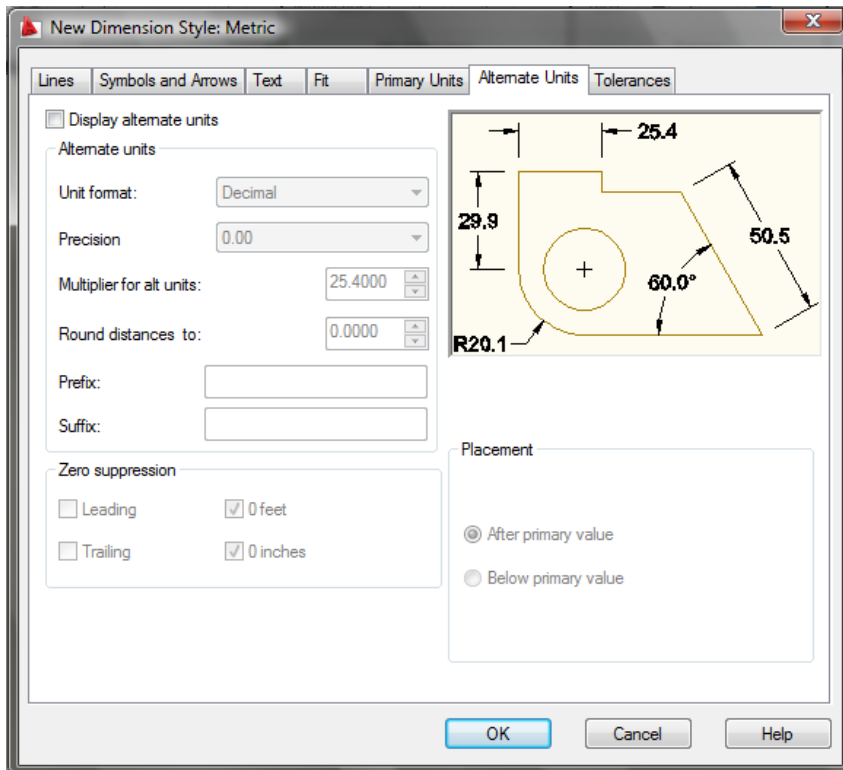 New Dimension Style: Metric
Lines Symbols and Arrows Text Fit Primary Units Alternate Units Tolerances
Display alternate units
Alternate units
Unit format: Decimal
Precision 0.00
Multiplier for alt units: 25.4000
Round distances to: 0.0000
Prefix:
Suffix:
Zero suppression
Leading 0 feet
Trailing 0 inches
25.4
29.9
50.5
60.0°
R20.1
Placement
After primary value
Below primary value
OK Cancel Help